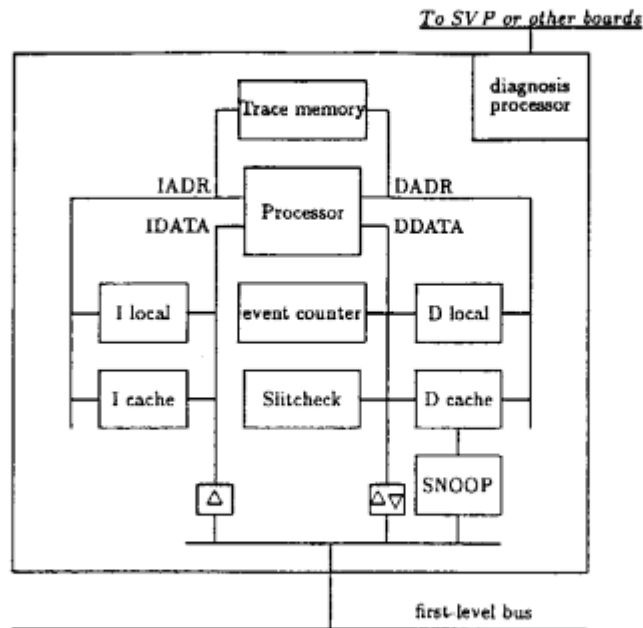 To SVP or other boards
diagnosis
processor
Trace memory
IADR
DADR
Processor
IDATA
DDATA
I local
event counter
D local
I cache
Slitcheck
D cache
SNOOP
first-level bus